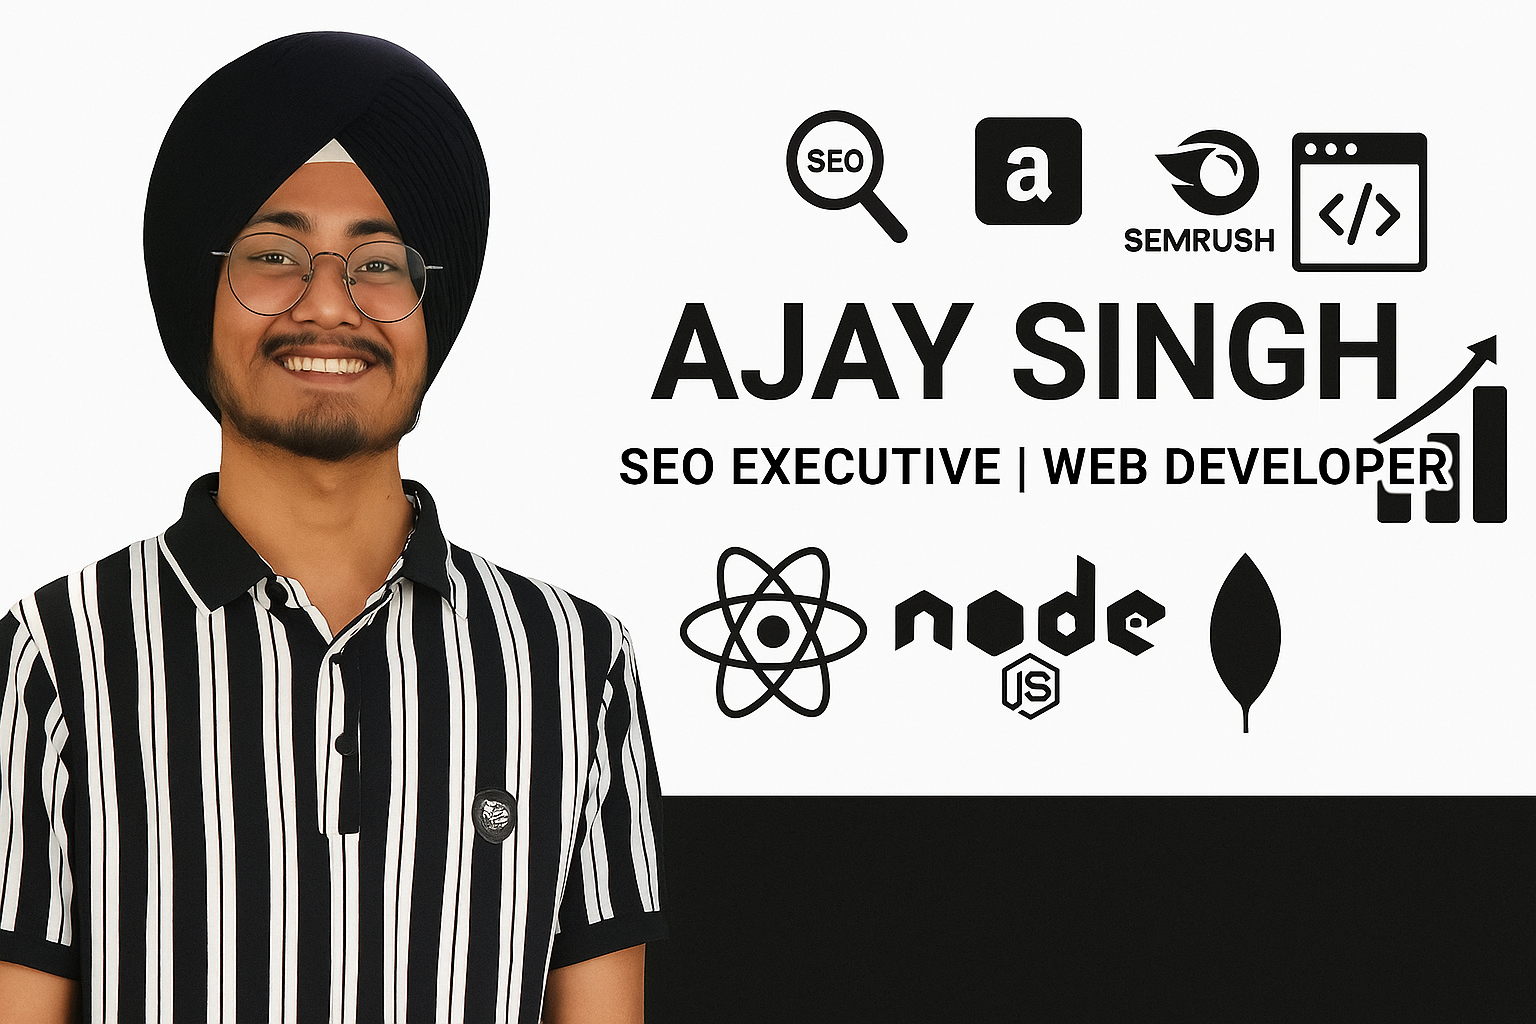 SEO
a
SEMRUSH
</>
AJAY SINGH
SEO EXECUTIVE | WEB DEVELOPER
node
JS